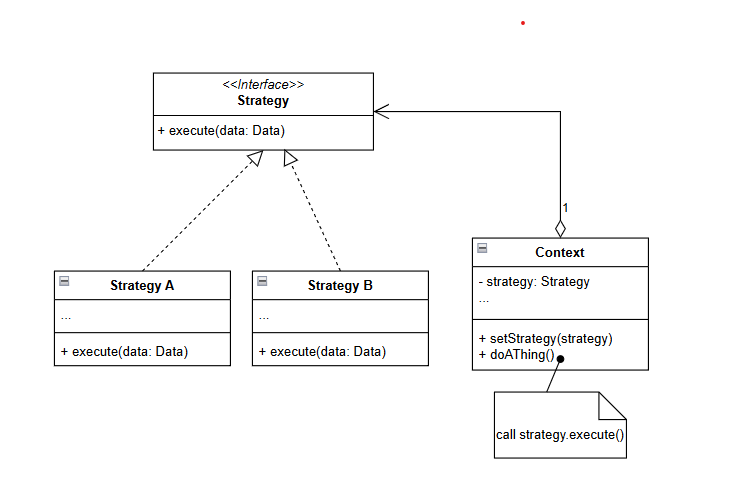 <<Interface>>
Strategy
+ execute(data: Data)
1
Strategy A
...
+ execute(data: Data)
Strategy B
...
+ execute(data: Data)
Context
- strategy: Strategy
...
+ setStrategy(strategy)
+ doAThing()
call strategy.execute()